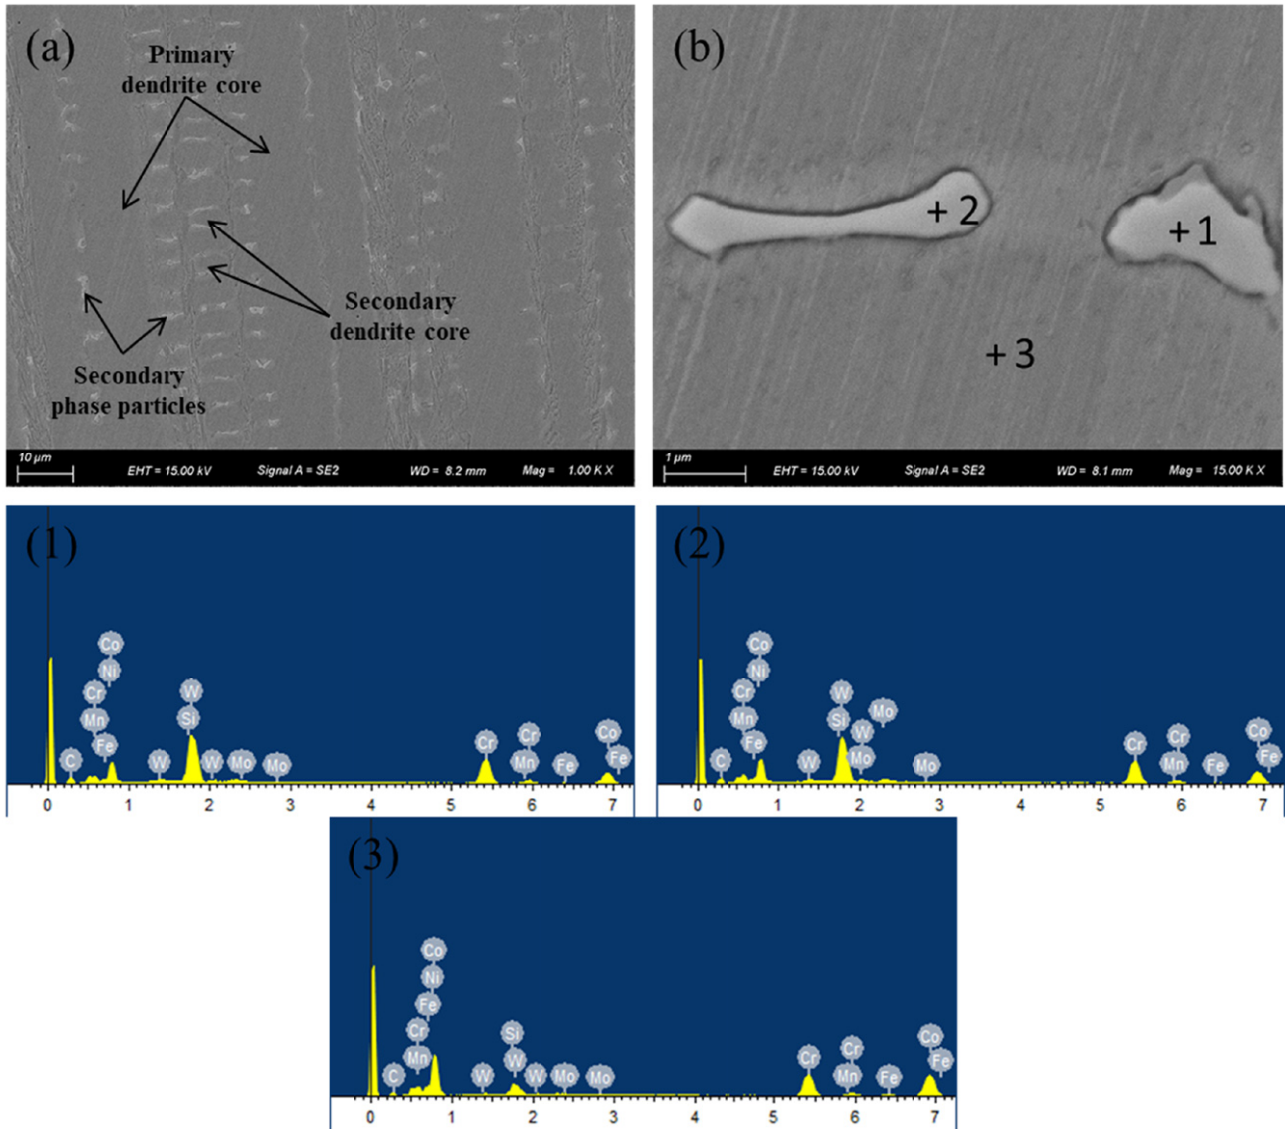 (a)
Primary
dendrite core
Secondary
dendrite core
Secondary
phase particles
10 µm
EHT = 15.00 kV Signal A = SE2 WD = 8.2 mm Mag = 1.00 K X
(b)
+ 2
+ 1
+ 3
1 µm
EHT = 15.00 kV Signal A = SE2 WD = 8.1 mm Mag = 15.00 K X
(1)
Co
Ni
Cr
Mn
Fe
C
W
W
Si
W
Mo
Mo
Cr
Cr
Mn
Fe
Co
Fe
0 1 2 3 4 5 6 7
(2)
Co
Ni
Cr
Mn
Fe
C
W
W
Si
W
Mo
Mo
Mo
Cr
Cr
Mn
Fe
Co
Fe
0 1 2 3 4 5 6 7
(3)
Co
Ni
Fe
Cr
Mn
C
W
Si
W
W
Mo
Mo
Cr
Cr
Mn
Fe
Co
Fe
0 1 2 3 4 5 6 7